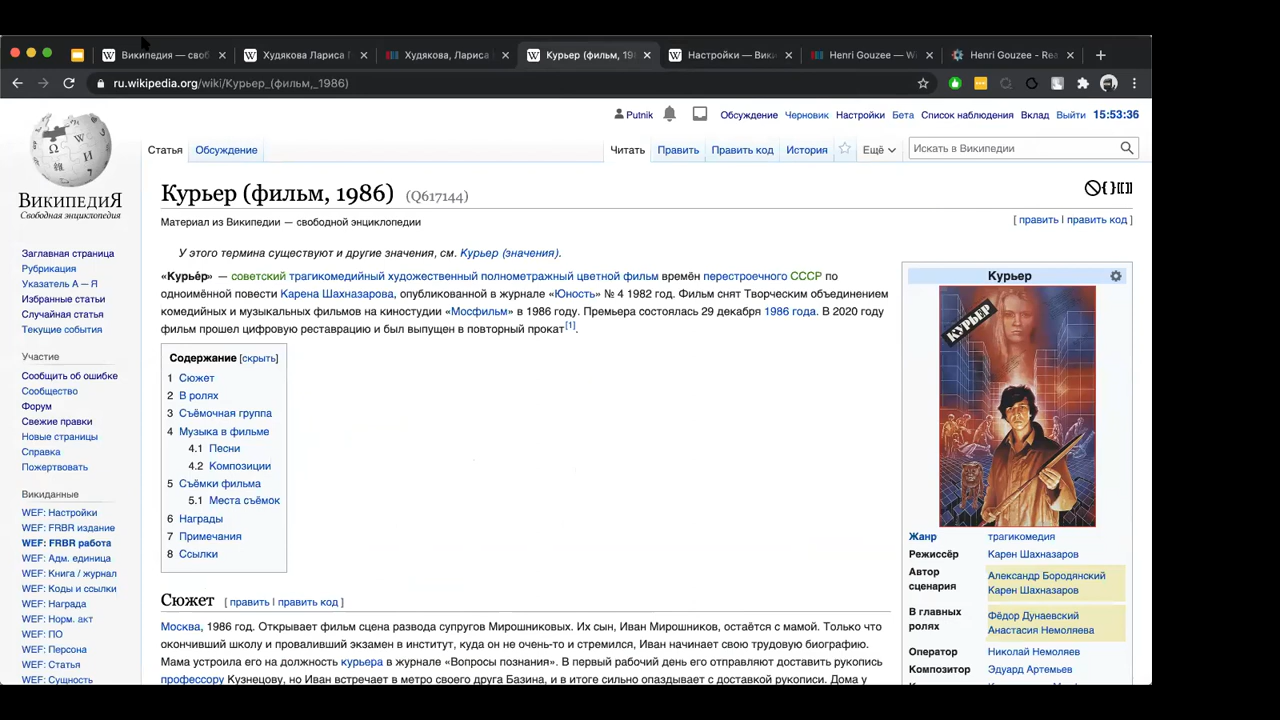 Википедия — своб
Худякова Лариса
Худякова, Лариса
Курьер (фильм, 198
Настройки — Вики
Henri Gouzee — W
Henri Gouzee - Rea
ru.wikipedia.org/wiki/Курьер_(фильм,_1986)
Putnik Обсуждение Черновик Настройки Бета Список наблюдения Вклад Выйти 15:53:36
Статья Обсуждение Читать Править Править код История Ещё Искать в Википедии
ВикипедиЯ
Свободная энциклопедия
Заглавная страница
Рубрикация
Указатель А — Я
Избранные статьи
Случайная статья
Текущие события
Участие
Сообщить об ошибке
Сообщество
Форум
Свежие правки
Новые страницы
Справка
Пожертвовать
Викиданные
WEF: Настройки
WEF: FRBR издание
WEF: FRBR работа
WEF: Адм. единица
WEF: Книга / журнал
WEF: Коды и ссылки
WEF: Награда
WEF: Норм. акт
WEF: ПО
WEF: Персона
WEF: Статья
WEF: Сущность
Курьер (фильм, 1986) (Q617144)
Материал из Википедии — свободной энциклопедии
[ править | править код ]
У этого термина существуют и другие значения, см. Курьер (значения).
«Курье́р» — советский трагикомедийный художественный полнометражный цветной фильм времён перестроечного СССР по
одноимённой повести Карена Шахназарова, опубликованной в журнале «Юность» № 4 1982 год. Фильм снят Творческим объединением
комедийных и музыкальных фильмов на киностудии «Мосфильм» в 1986 году. Премьера состоялась 29 декабря 1986 года. В 2020 году
фильм прошел цифровую реставрацию и был выпущен в повторный прокат[1].
Содержание [скрыть]
1 Сюжет
2 В ролях
3 Съёмочная группа
4 Музыка в фильме
4.1 Песни
4.2 Композиции
5 Съёмки фильма
5.1 Места съёмок
6 Награды
7 Примечания
8 Ссылки
Сюжет [ править | править код ]
Москва, 1986 год. Открывает фильм сцена развода супругов Мирошниковых. Их сын, Иван Мирошников, остаётся с мамой. Только что
окончивший школу и проваливший экзамен в институт, куда он не очень-то и стремился, Иван начинает свою трудовую биографию.
Мама устроила его на должность курьера в журнале «Вопросы познания». В первый рабочий день его отправляют доставить рукопись
профессору Кузнецову, но Иван встречает в метро своего друга Базина, и в итоге сильно опаздывает с доставкой рукописи. Дома у
Курьер
КУРЬЕР
Жанр трагикомедия
Режиссёр Карен Шахназаров
Автор сценария Александр Бородянский
Карен Шахназаров
В главных ролях Фёдор Дунаевский
Анастасия Немоляева
Оператор Николай Немоляев
Композитор Эдуард Артемьев